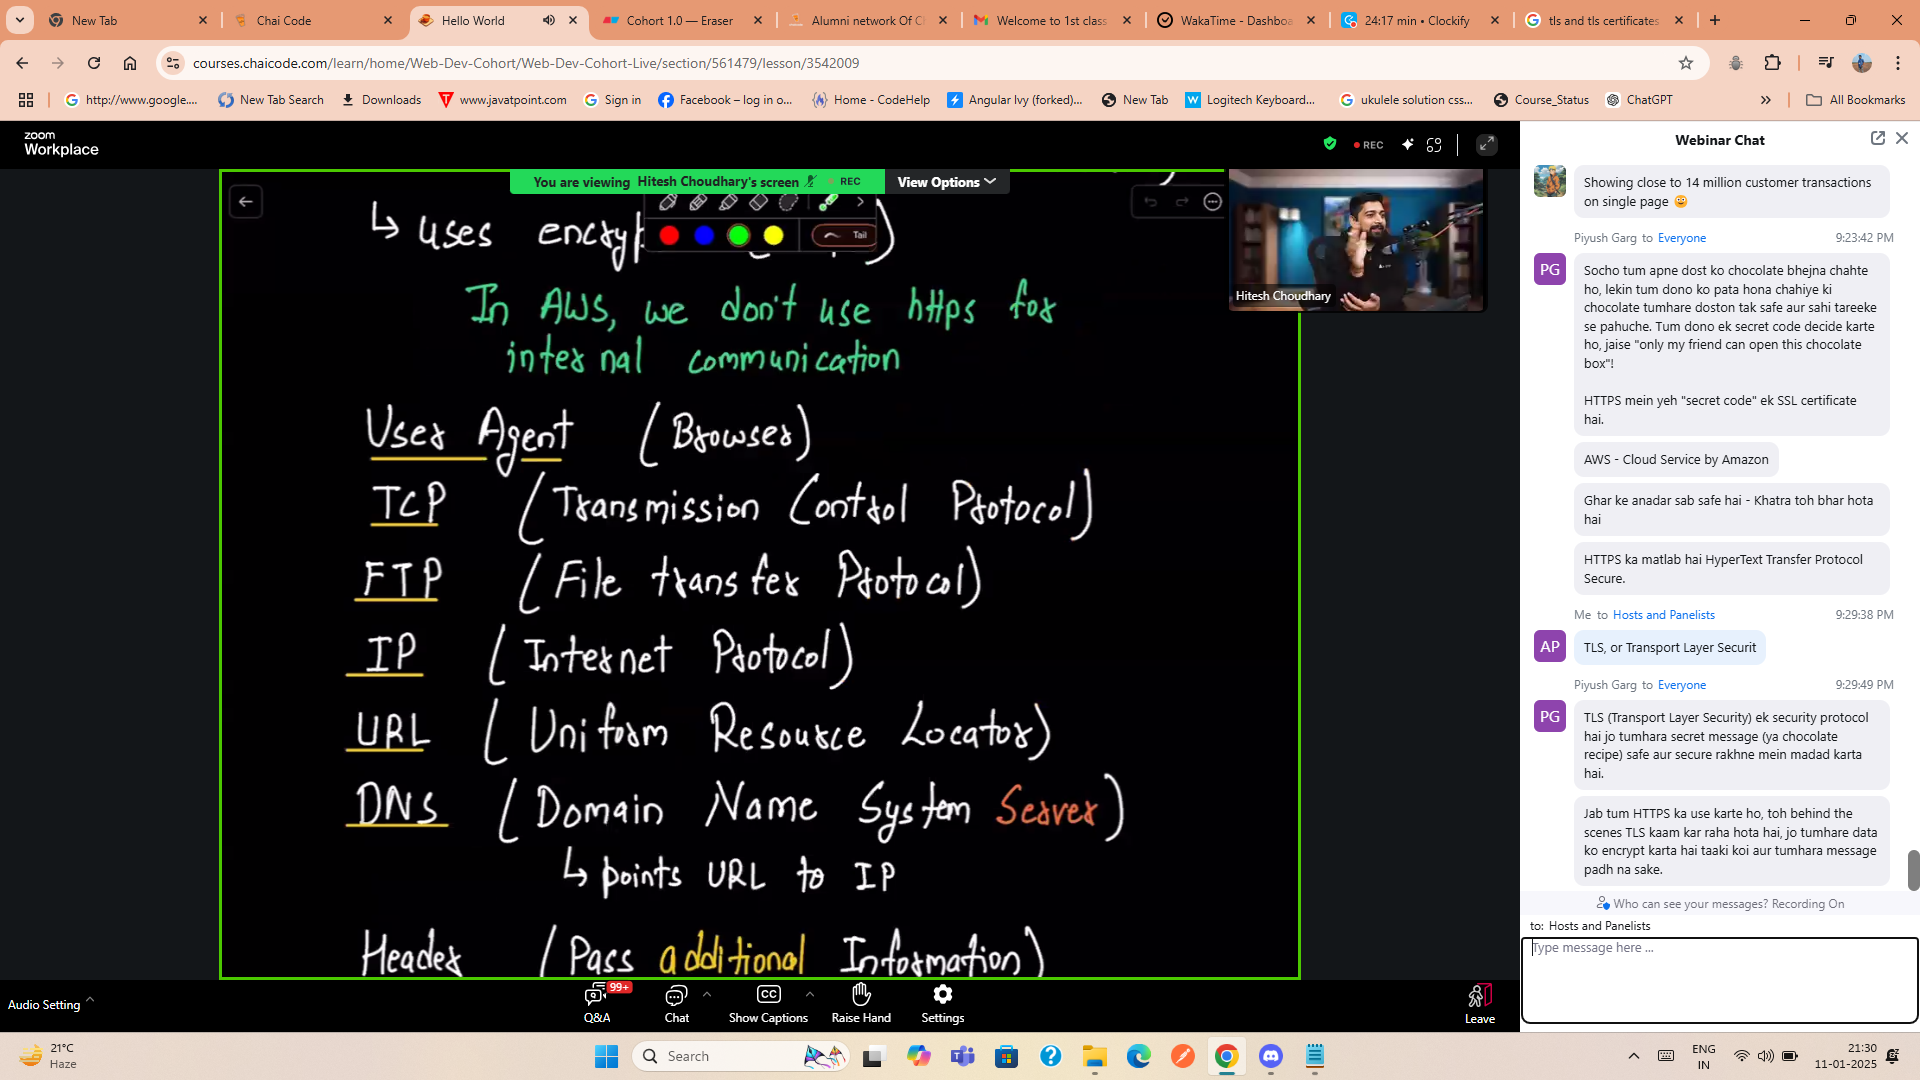 New Tab
Chai Code
Hello World
Cohort 1.0 — Eraser
Alumni network Of C
Welcome to 1st class
WakaTime - Dashboa
24:17 min • Clockify
tls and tls certificates
courses.chaicode.com/learn/home/Web-Dev-Cohort/Web-Dev-Cohort-Live/section/561479/lesson/3542009
http://www.google....
New Tab Search
Downloads
www.javatpoint.com
Sign in
Facebook – log in o...
Home - CodeHelp
Angular Ivy (forked)...
New Tab
Logitech Keyboard...
ukulele solution css...
Course_Status
ChatGPT
All Bookmarks
zoom
Workplace
REC
You are viewing Hitesh Choudhary's screen
REC
View Options
Tail
↳ uses
In AWS, we don't use https for
internal communication
User Agent (Browser)
TCP (Transmission Control Protocol)
FTP (File transfer Protocol)
IP (Internet Protocol)
URL (Uniform Resource Locator)
DNS (Domain Name System Server)
↳ points URL to IP
Header (Pass additional Information)
Hitesh Choudhary
Audio Setting
99+
Q&A
Chat
CC
Show Captions
Raise Hand
Settings
Leave
Webinar Chat
Showing close to 14 million customer transactions
on single page
Piyush Garg to Everyone 9:23:42 PM
PG
Socho tum apne dost ko chocolate bhejna chahte
ho, lekin tum dono ko pata hona chahiye ki
chocolate tumhare doston tak safe aur sahi tareeke
se pahuche. Tum dono ek secret code decide karte
ho, jaise "only my friend can open this chocolate
box"!
HTTPS mein yeh "secret code" ek SSL certificate
hai.
AWS - Cloud Service by Amazon
Ghar ke anadar sab safe hai - Khatra toh bhar hota
hai
HTTPS ka matlab hai HyperText Transfer Protocol
Secure.
Me to Hosts and Panelists 9:29:38 PM
AP
TLS, or Transport Layer Securit
Piyush Garg to Everyone 9:29:49 PM
PG
TLS (Transport Layer Security) ek security protocol
hai jo tumhara secret message (ya chocolate
recipe) safe aur secure rakhne mein madad karta
hai.
Jab tum HTTPS ka use karte ho, toh behind the
scenes TLS kaam kar raha hota hai, jo tumhare data
ko encrypt karta hai taaki koi aur tumhara message
padh na sake.
Who can see your messages? Recording On
to: Hosts and Panelists
Type message here ...
21°C
Haze
Search
ENG
IN
21:30
11-01-2025